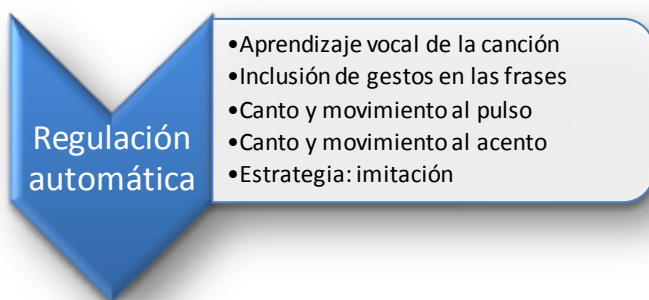 Regulación
automática
•Aprendizaje vocal de la canción
•Inclusión de gestos en las frases
•Canto y movimiento al pulso
•Canto y movimiento al acento
•Estrategia: imitación